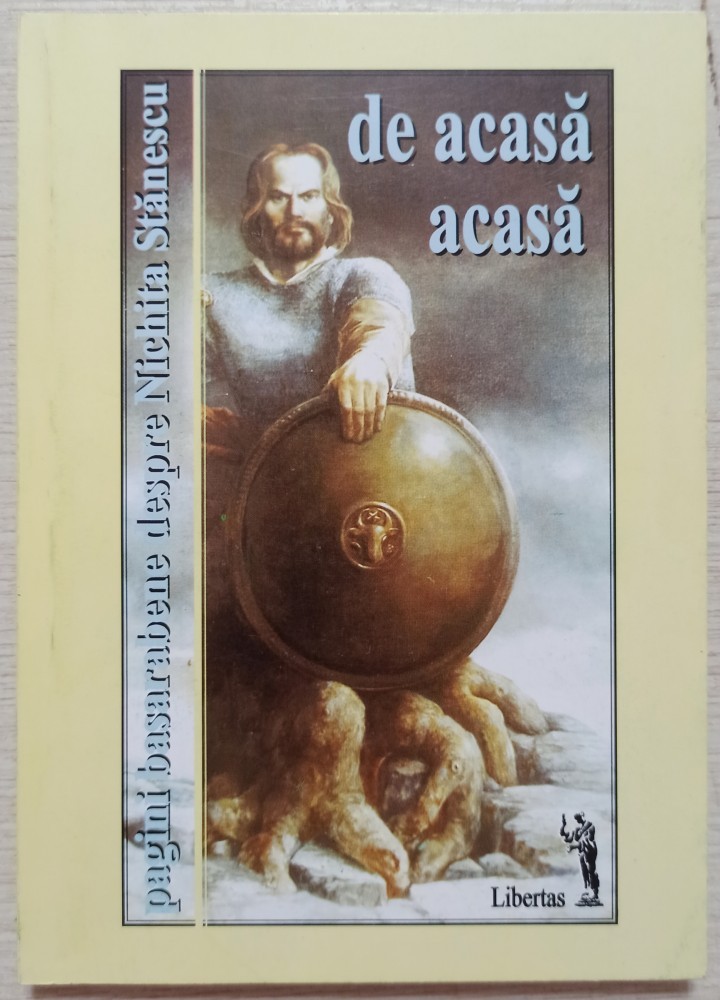 de acasă
acasă
pagini basarabene despre Nichita Stănescu
Libertas